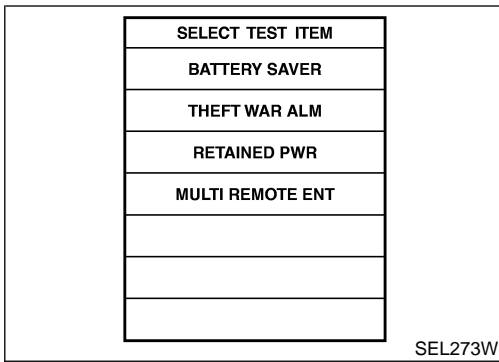 SELECT TEST ITEM
BATTERY SAVER
THEFT WAR ALM
RETAINED PWR
MULTI REMOTE ENT
SEL273W